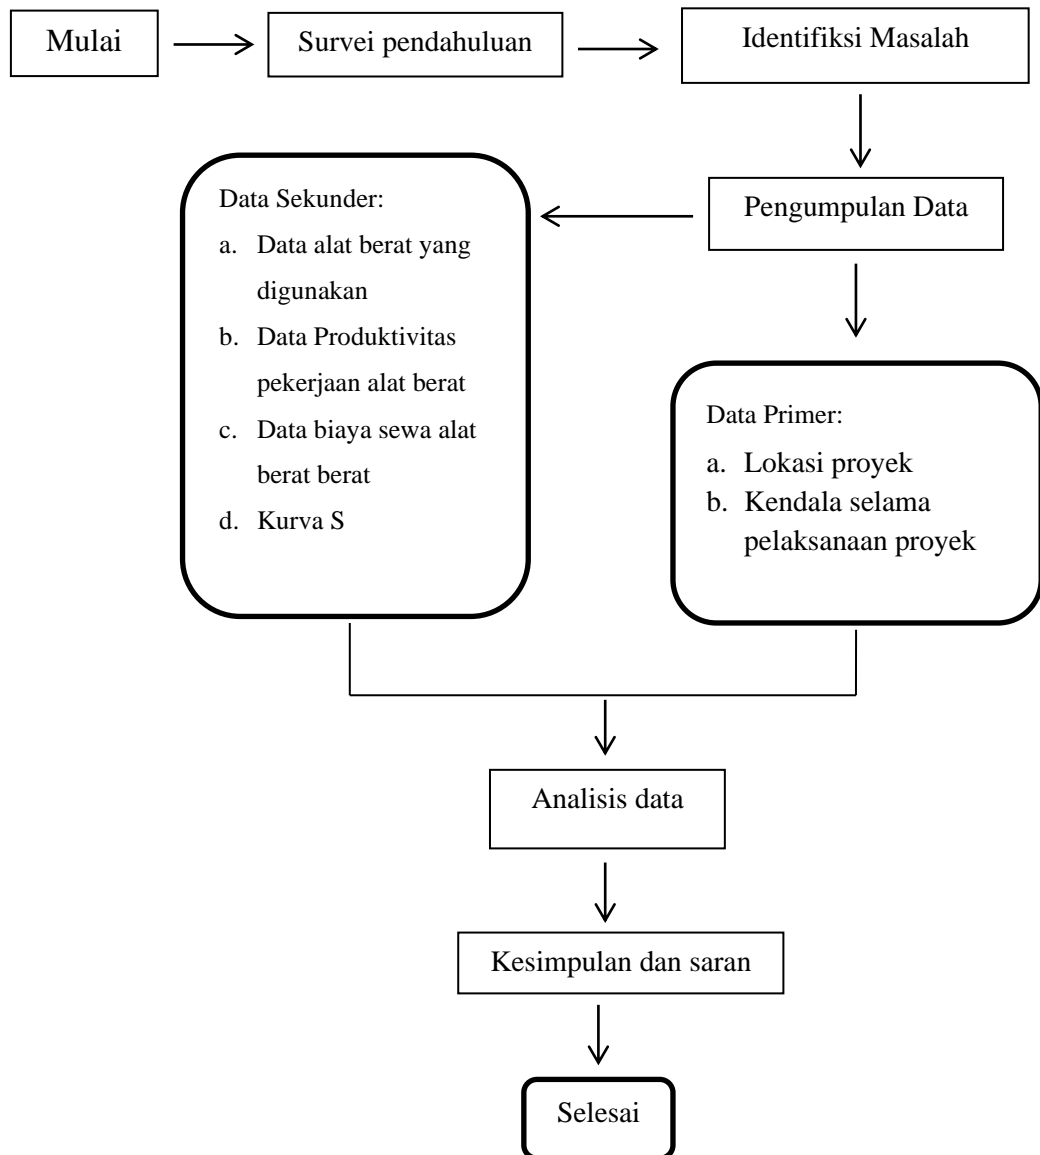 Mulai
Survei pendahuluan
Identifiksi Masalah
Pengumpulan Data
Data Sekunder:
a. Data alat berat yang
digunakan
b. Data Produktivitas
pekerjaan alat berat
c. Data biaya sewa alat
berat berat
d. Kurva S
Data Primer:
a. Lokasi proyek
b. Kendala selama
pelaksanaan proyek
Analisis data
Kesimpulan dan saran
Selesai